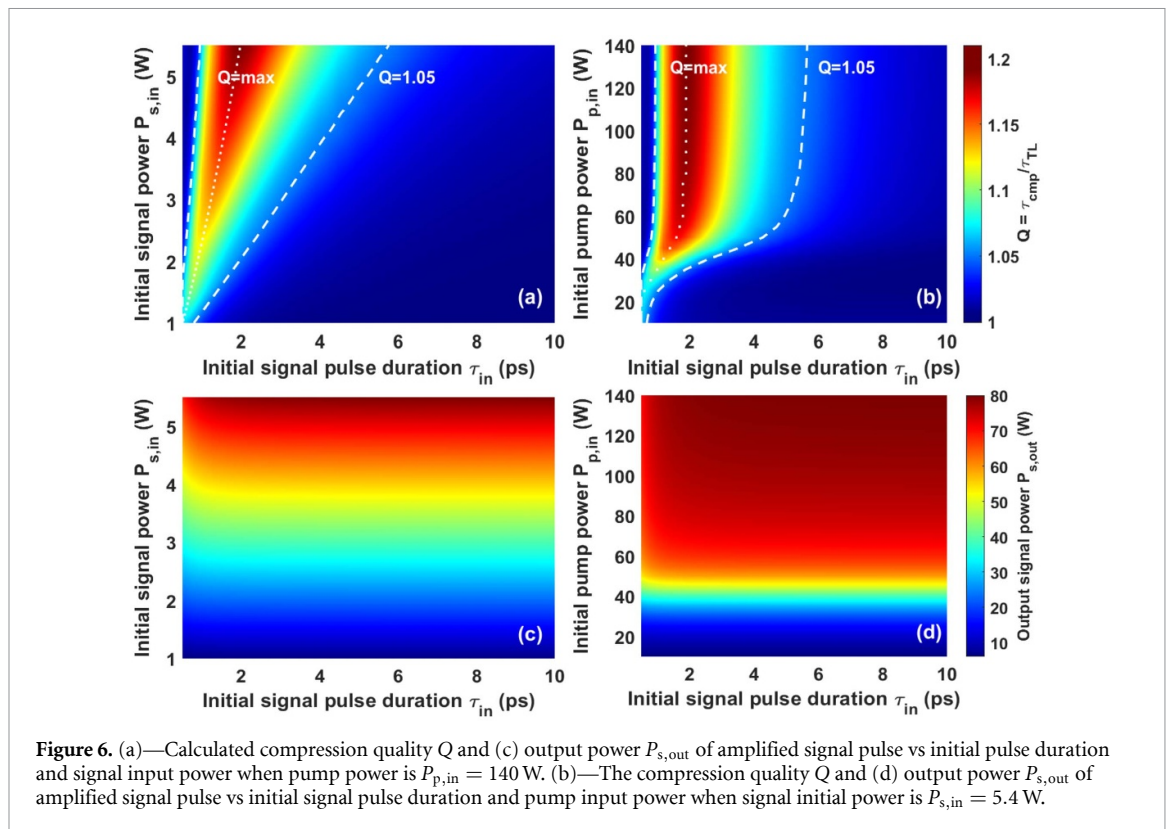 Initial signal power P_s,in (W)
5
4
3
2
1
Q=max
Q=1.05
(a)
2 4 6 8 10
Initial signal pulse duration τ_in (ps)
Initial pump power P_p,in (W)
140
120
100
80
60
40
20
Q=max
Q=1.05
(b)
2 4 6 8 10
Initial signal pulse duration τ_in (ps)
1.2
1.15
1.1
1.05
1
Q = τ_cmp/τ_TL
Initial signal power P_s,in (W)
5
4
3
2
1
(c)
2 4 6 8 10
Initial signal pulse duration τ_in (ps)
Initial pump power P_p,in (W)
140
120
100
80
60
40
20
(d)
2 4 6 8 10
Initial signal pulse duration τ_in (ps)
80
70
60
50
40
30
20
10
Output signal power P_s,out (W)
Figure 6. (a)—Calculated compression quality Q and (c) output power P_s,out of amplified signal pulse vs initial pulse duration
and signal input power when pump power is P_p,in = 140 W. (b)—The compression quality Q and (d) output power P_s,out of
amplified signal pulse vs initial signal pulse duration and pump input power when signal initial power is P_s,in = 5.4 W.